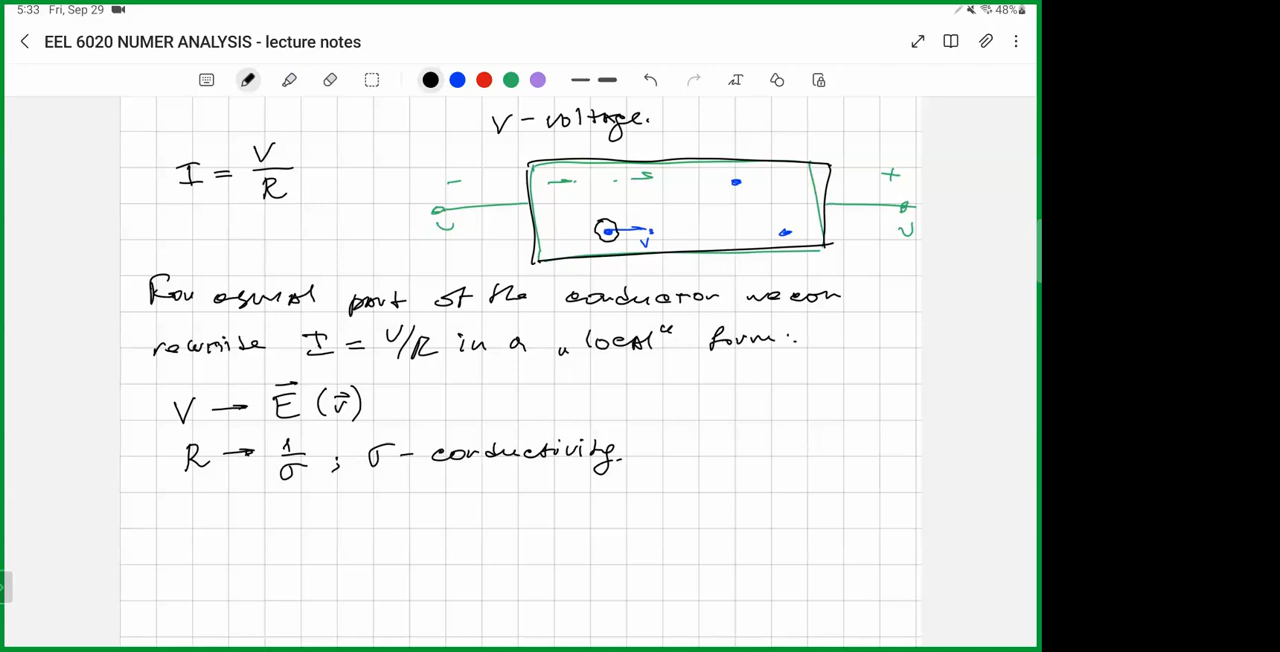 5:33 Fri, Sep 29
48%
EEL 6020 NUMER ANALYSIS - lecture notes
V - voltage.
I = V/R
- +
V
For small part of the conductor we can
rewrite I = V/R in a „local“ form:
V → E⃗ (r⃗)
R → 1/σ ; σ - conductivity.